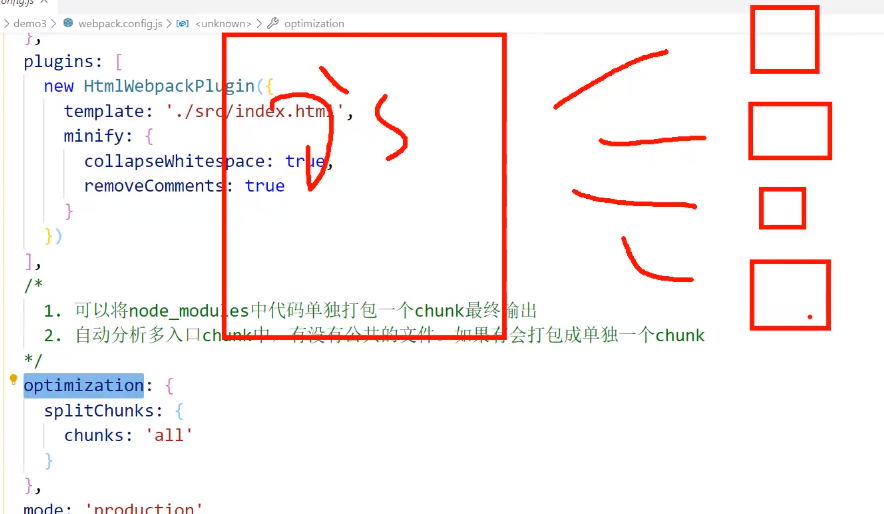 onfig.js
> demo3 > webpack.config.js > <unknown> > optimization
},
plugins: [
new HtmlWebpackPlugin({
template: './src/index.html',
minify: {
collapseWhitespace: true,
removeComments: true
}
})
],
/*
1. 可以将node_modules中代码单独打包一个chunk最终输出
2. 自动分析多入口chunk中，有没有公共的文件。如果有会打包成单独一个chunk
*/
optimization: {
splitChunks: {
chunks: 'all'
}
},
mode: 'production'
js